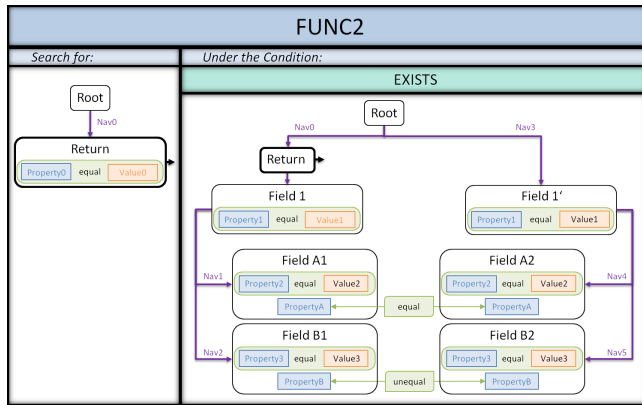 FUNC2
Search for:
Under the Condition:
Root
Nav0
Return
Property0 equal Value0
EXISTS
Root
Nav0
Nav3
Return
Field 1
Property1 equal Value1
Field 1'
Property1 equal Value1
Nav1
Field A1
Property2 equal Value2
PropertyA
equal
Field A2
Property2 equal Value2
PropertyA
Nav4
Nav2
Field B1
Property3 equal Value3
PropertyB
unequal
Field B2
Property3 equal Value3
PropertyB
Nav5